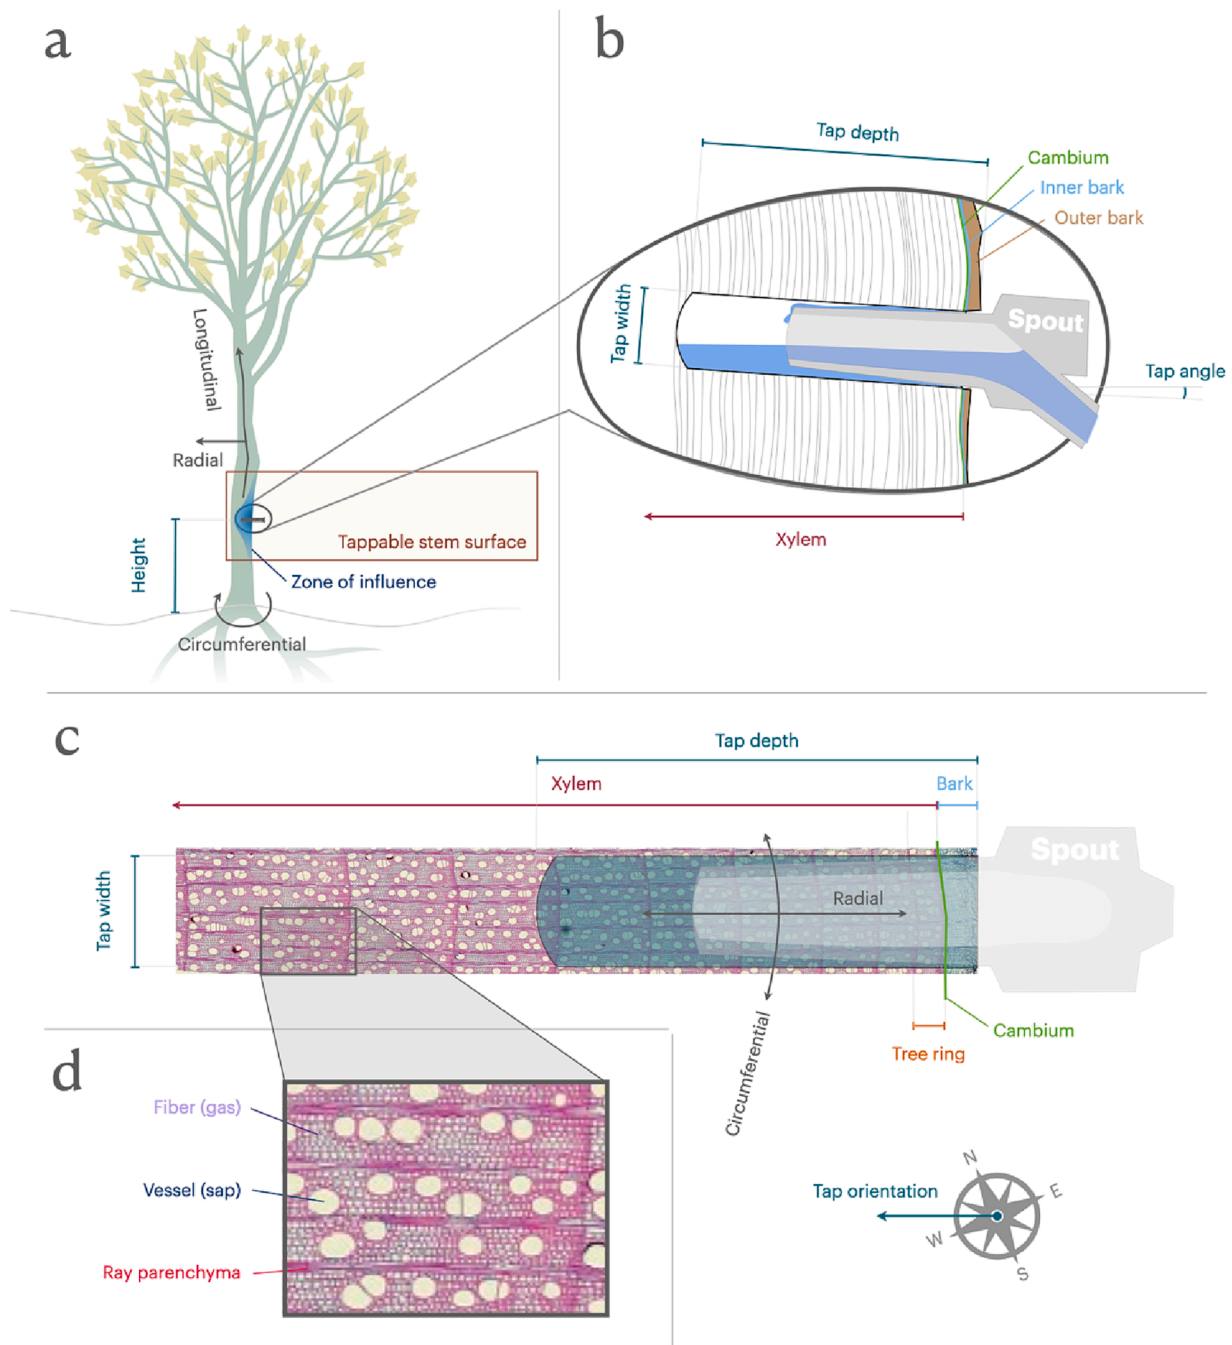 a
Longitudinal
Radial
Tappable stem surface
Height
Zone of influence
Circumferential
b
Tap depth
Cambium
Inner bark
Outer bark
Tap width
Spout
Tap angle
Xylem
c
Tap depth
Xylem
Bark
Tap width
Spout
Radial
Circumferential
Cambium
Tree ring
d
Fiber (gas)
Vessel (sap)
Ray parenchyma
Tap orientation
N
E
W
S